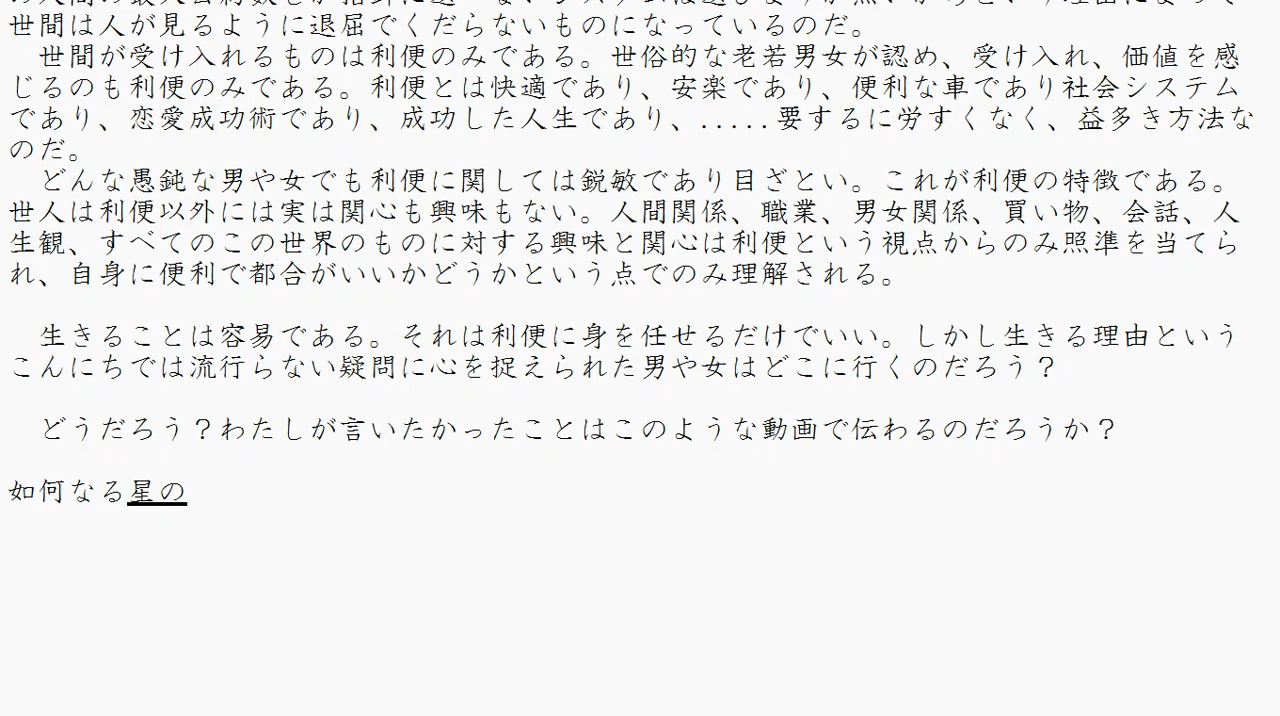 世間は人が見るように退屈でくだらないものになっているのだ。
　世間が受け入れるものは利便のみである。世俗的な老若男女が認め、受け入れ、価値を感
じるのも利便のみである。利便とは快適であり、安楽であり、便利な車であり社会システム
であり、恋愛成功術であり、成功した人生であり、.....要するに労すくなく、益多き方法な
のだ。
　どんな愚鈍な男や女でも利便に関しては鋭敏であり目ざとい。これが利便の特徴である。
世人は利便以外には実は関心も興味もない。人間関係、職業、男女関係、買い物、会話、人
生観、すべてのこの世界のものに対する興味と関心は利便という視点からのみ照準を当てら
れ、自身に便利で都合がいいかどうかという点でのみ理解される。
　生きることは容易である。それは利便に身を任せるだけでいい。しかし生きる理由という
こんにちでは流行らない疑問に心を捉えられた男や女はどこに行くのだろう？
　どうだろう？わたしが言いたかったことはこのような動画で伝わるのだろうか？
如何なる星の